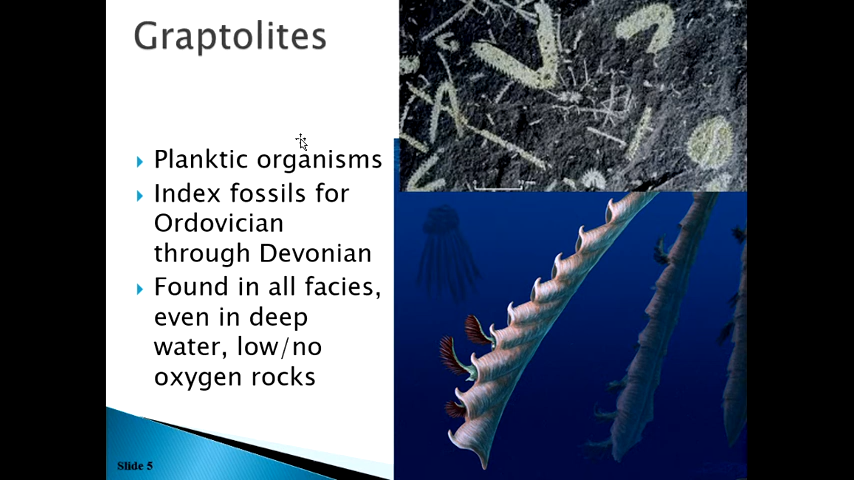 Graptolites
Planktic organisms
Index fossils for
Ordovician
through Devonian
Found in all facies,
even in deep
water, low/no
oxygen rocks
Slide 5